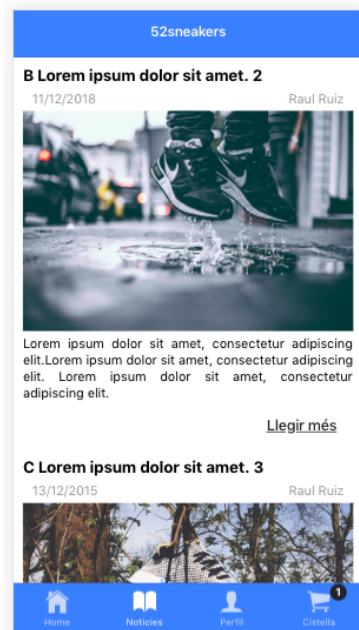 52sneakers
B Lorem ipsum dolor sit amet. 2
11/12/2018 Raul Ruiz
Lorem ipsum dolor sit amet, consectetur adipiscing
elit.Lorem ipsum dolor sit amet, consectetur adipiscing
elit. Lorem ipsum dolor sit amet, consectetur
adipiscing elit.
Llegir més
C Lorem ipsum dolor sit amet. 3
13/12/2015 Raul Ruiz
1
Home Noticies Perfil Cistella